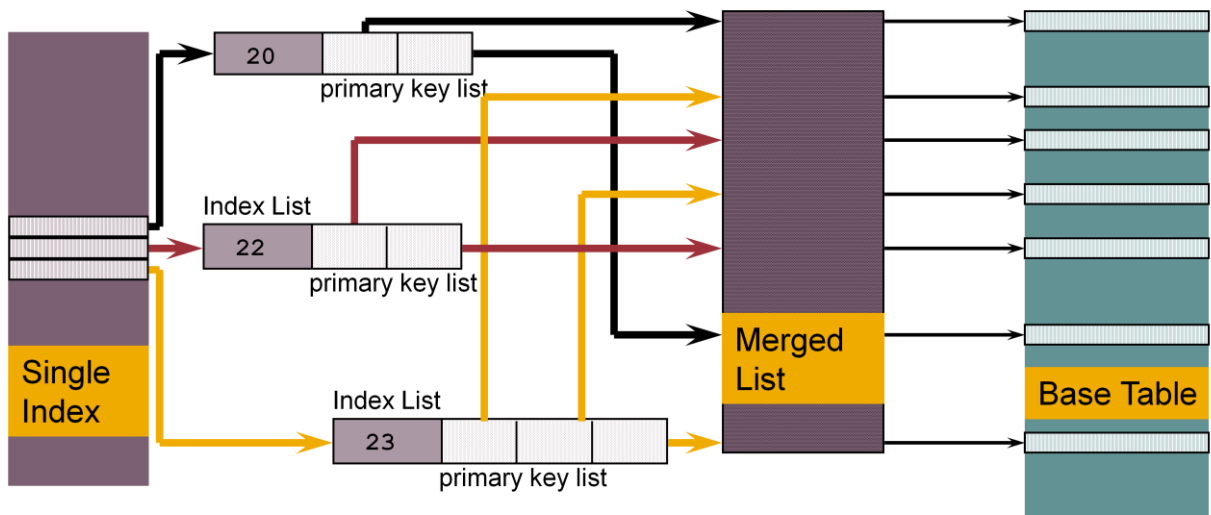 20
primary key list
Index List
22
primary key list
Single
Index
Index List
23
primary key list
Merged
List
Base Table